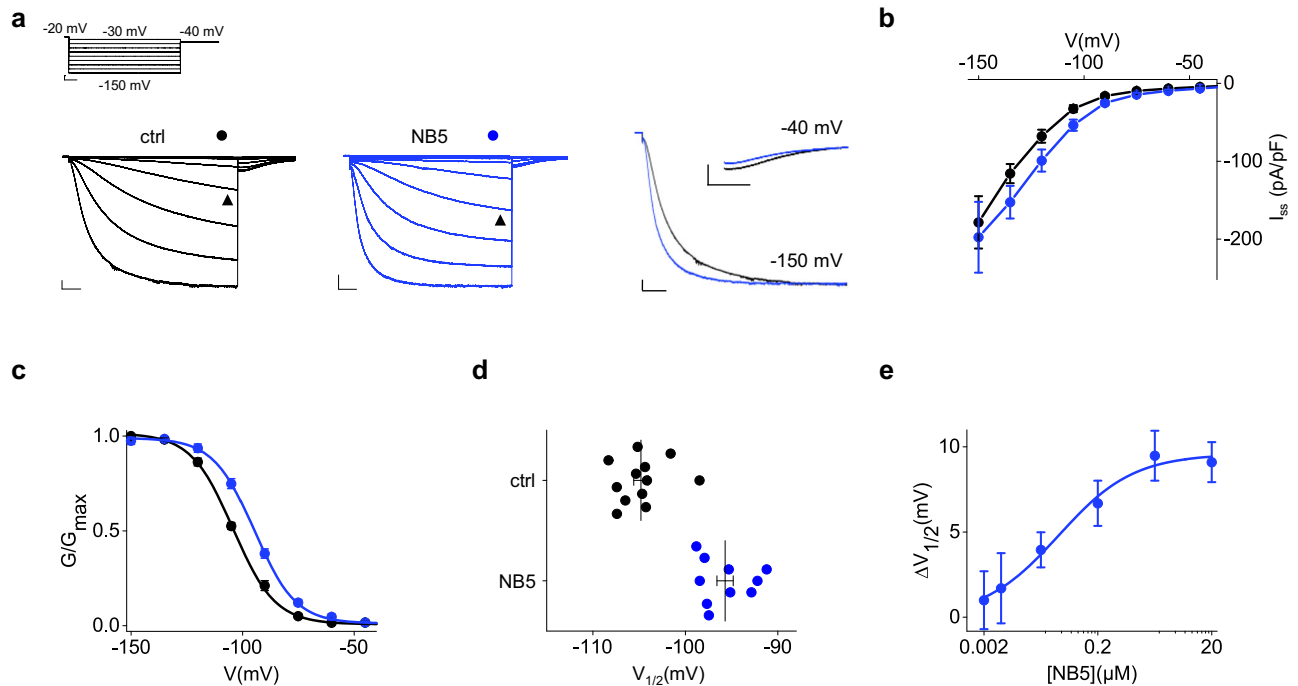 a
-20 mV
-30 mV
-40 mV
-150 mV
ctrl
NB5
-40 mV
-150 mV
b
V(mV)
-150
-100
-50
0
-100
-200
I_ss (pA/pF)
c
1.0
0.5
0.0
G/G_max
-150
-100
-50
V(mV)
d
ctrl
NB5
-110
-100
-90
V_1/2(mV)
e
10
5
0
ΔV_1/2(mV)
0.002
0.2
20
[NB5](µM)